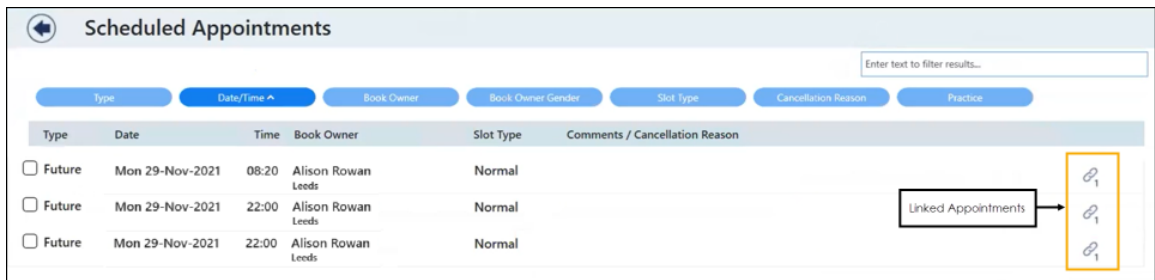 Scheduled Appointments
Enter text to filter results...
Type Date/Time Book Owner Book Owner Gender Slot Type Cancellation Reason Practice
Type Date Time Book Owner Slot Type Comments / Cancellation Reason
Future Mon 29-Nov-2021 08:20 Alison Rowan Normal
Leeds
1
Future Mon 29-Nov-2021 22:00 Alison Rowan Normal Linked Appointments
Leeds
1
Future Mon 29-Nov-2021 22:00 Alison Rowan Normal
Leeds
1